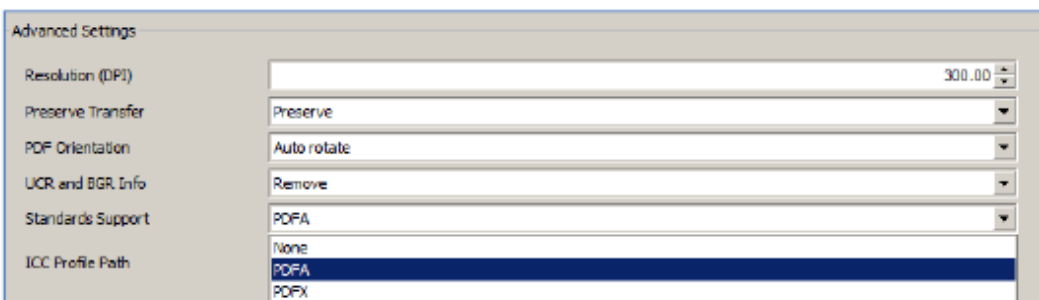 Advanced Settings
Resolution (DPI) 300.00
Preserve Transfer Preserve
PDF Orientation Auto rotate
UCR and BGR Info Remove
Standards Support PDFA
None
ICC Profile Path PDFA
PDFX